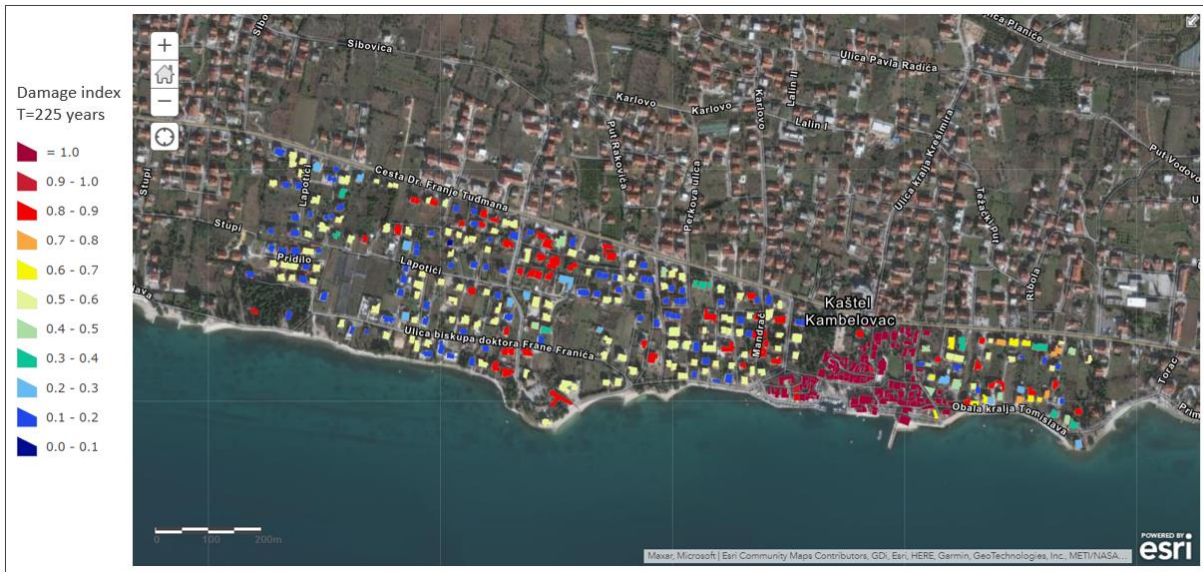 Damage index
T=225 years
= 1.0
0.9 - 1.0
0.8 - 0.9
0.7 - 0.8
0.6 - 0.7
0.5 - 0.6
0.4 - 0.5
0.3 - 0.4
0.2 - 0.3
0.1 - 0.2
0.0 - 0.1
Sibovica
Ulica Pavla Radića
Karlovo
Karlovo
Karlovo
Lalin II
Lalin I
Put Rakovića
Perkova ulica
Ulica kralja Krešimira
Težački Put
Put Vodovo
Ribola
Stupi
Stupi
Lapotići
Cesta Dr. Franje Tuđmana
Pridilo
Lapotići
Ulica biskupa doktora Frane Franića
Mandrač
Kaštel
Kambelovac
Obala kralja Tomislava
Torac
0 100 200m
Maxar, Microsoft | Esri Community Maps Contributors, GDi, Esri, HERE, Garmin, GeoTechnologies, Inc., METI/NASA...
POWERED BY
esri